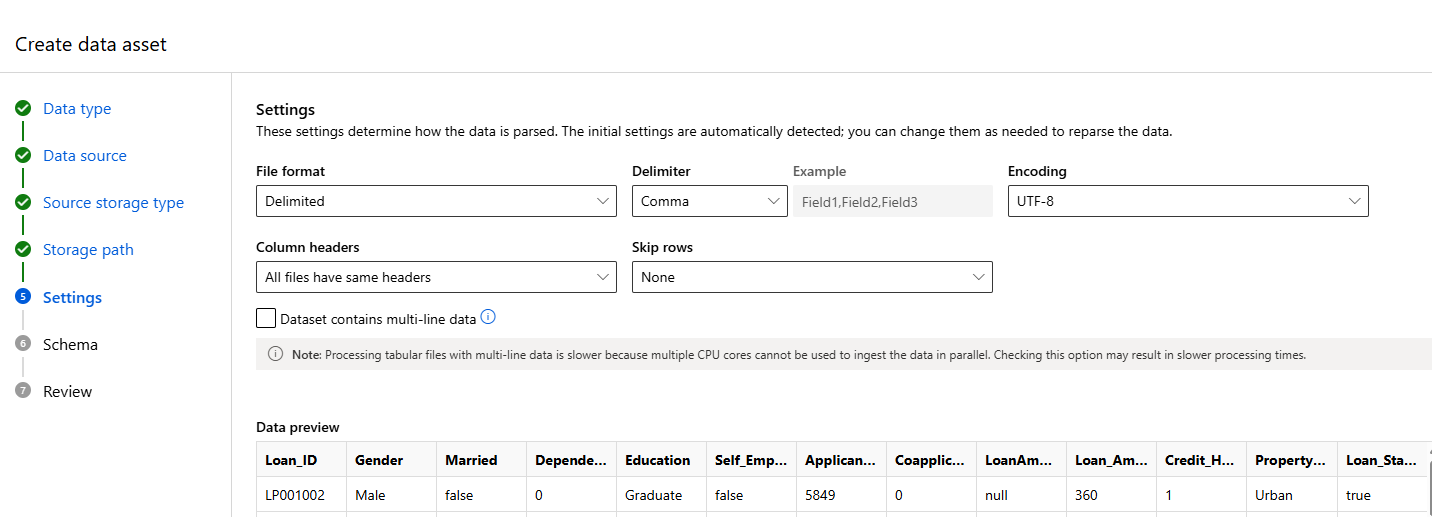 Create data asset
Data type
Data source
Source storage type
Storage path
5 Settings
6 Schema
7 Review
Settings
These settings determine how the data is parsed. The initial settings are automatically detected; you can change them as needed to reparse the data.
File format Delimiter Example Encoding
Delimited Comma Field1,Field2,Field3 UTF-8
Column headers Skip rows
All files have same headers None
Dataset contains multi-line data
Note: Processing tabular files with multi-line data is slower because multiple CPU cores cannot be used to ingest the data in parallel. Checking this option may result in slower processing times.
Data preview
Loan_ID Gender Married Depende... Education Self_Emp... Applican... Coapplic... LoanAm... Loan_Am... Credit_H... Property... Loan_Sta...
LP001002 Male false 0 Graduate false 5849 0 null 360 1 Urban true